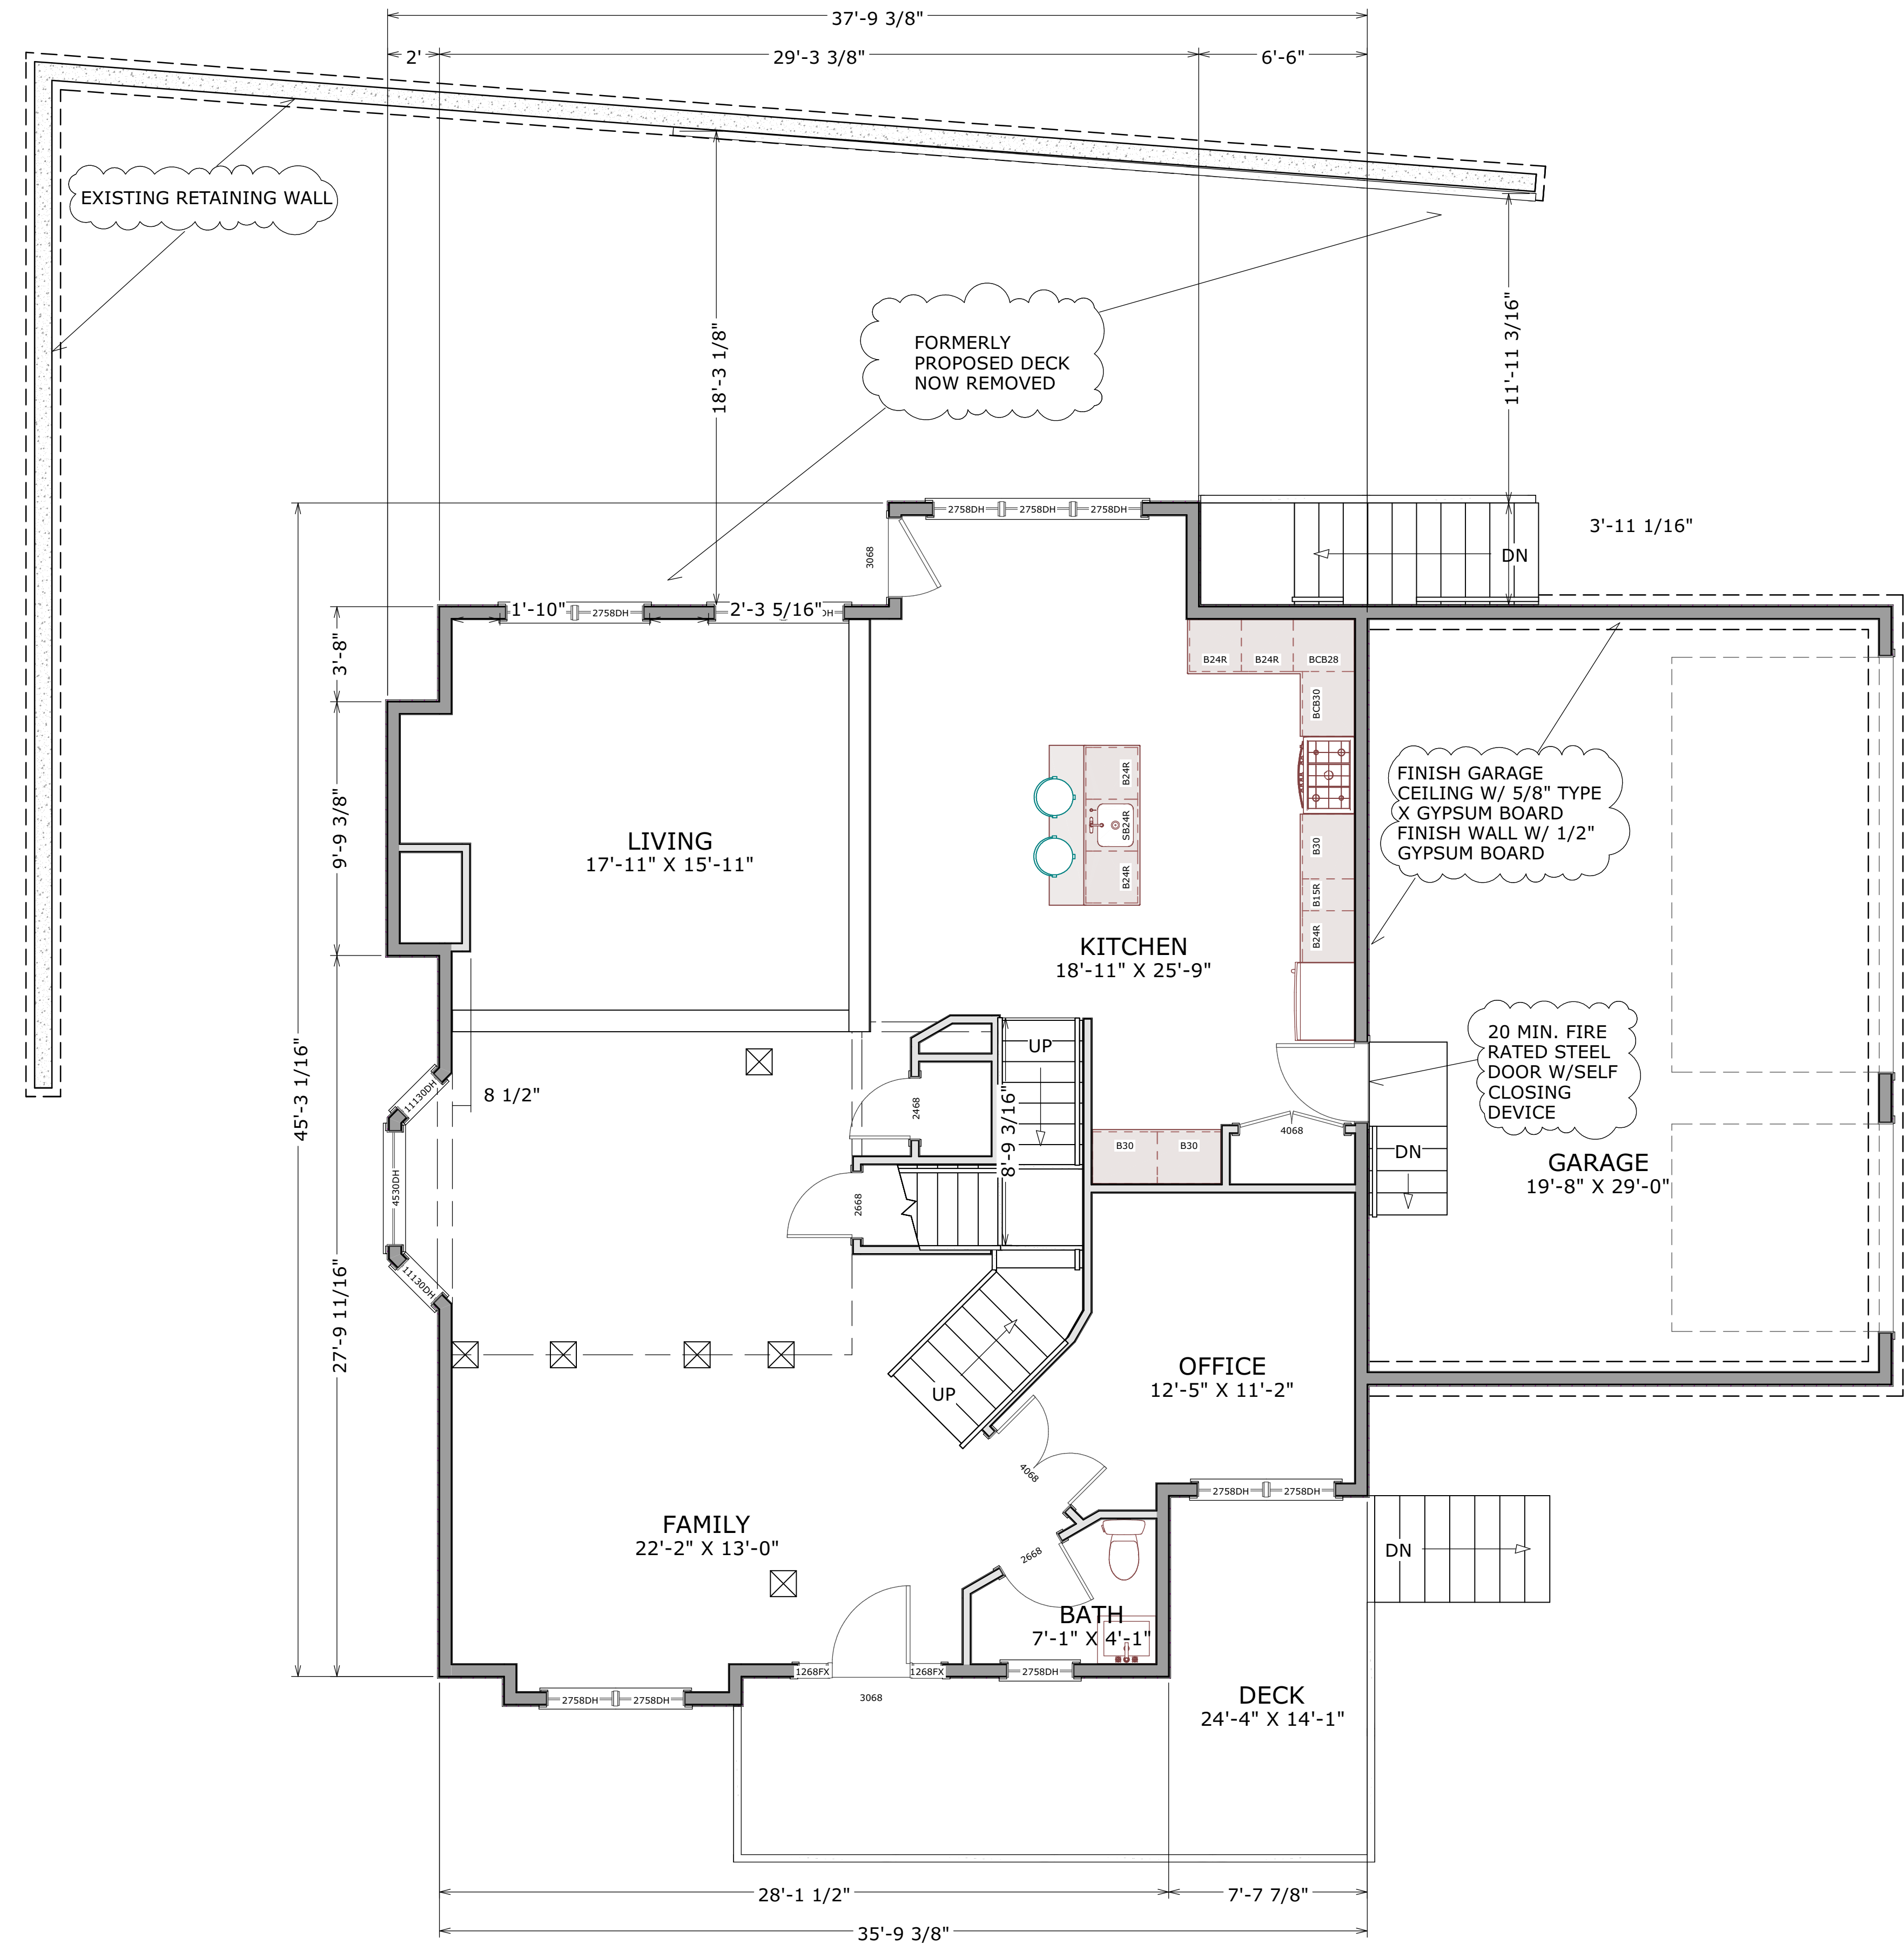 37'-9 3/8"
2'
29'-3 3/8"
6'-6"
EXISTING RETAINING WALL
18'-3 1/8"
11'-11 3/16"
FORMERLY
PROPOSED DECK
NOW REMOVED
2758DH
2758DH
2758DH
3'-11 1/16"
DN
3068
1'-10"
2758DH
2'-3 5/16"
3'-8"
B24R
B24R
BCB28
BCB30
9'-9 3/8"
LIVING
17'-11" X 15'-11"
B24R
SB24R
B24R
B30
B15R
B24R
FINISH GARAGE
CEILING W/ 5/8" TYPE
X GYPSUM BOARD
FINISH WALL W/ 1/2"
GYPSUM BOARD
KITCHEN
18'-11" X 25'-9"
20 MIN. FIRE
RATED STEEL
DOOR W/SELF
CLOSING
DEVICE
UP
45'-3 1/16"
11130DH
8 1/2"
2468
8'-9 3/16"
4068
B30
B30
DN
GARAGE
19'-8" X 29'-0"
4530DH
2668
11130DH
27'-9 11/16"
OFFICE
12'-5" X 11'-2"
UP
4068
2758DH
2758DH
FAMILY
22'-2" X 13'-0"
2668
DN
BATH
7'-1" X 4'-1"
1268FX
1268FX
2758DH
3068
2758DH
2758DH
DECK
24'-4" X 14'-1"
28'-1 1/2"
7'-7 7/8"
35'-9 3/8"